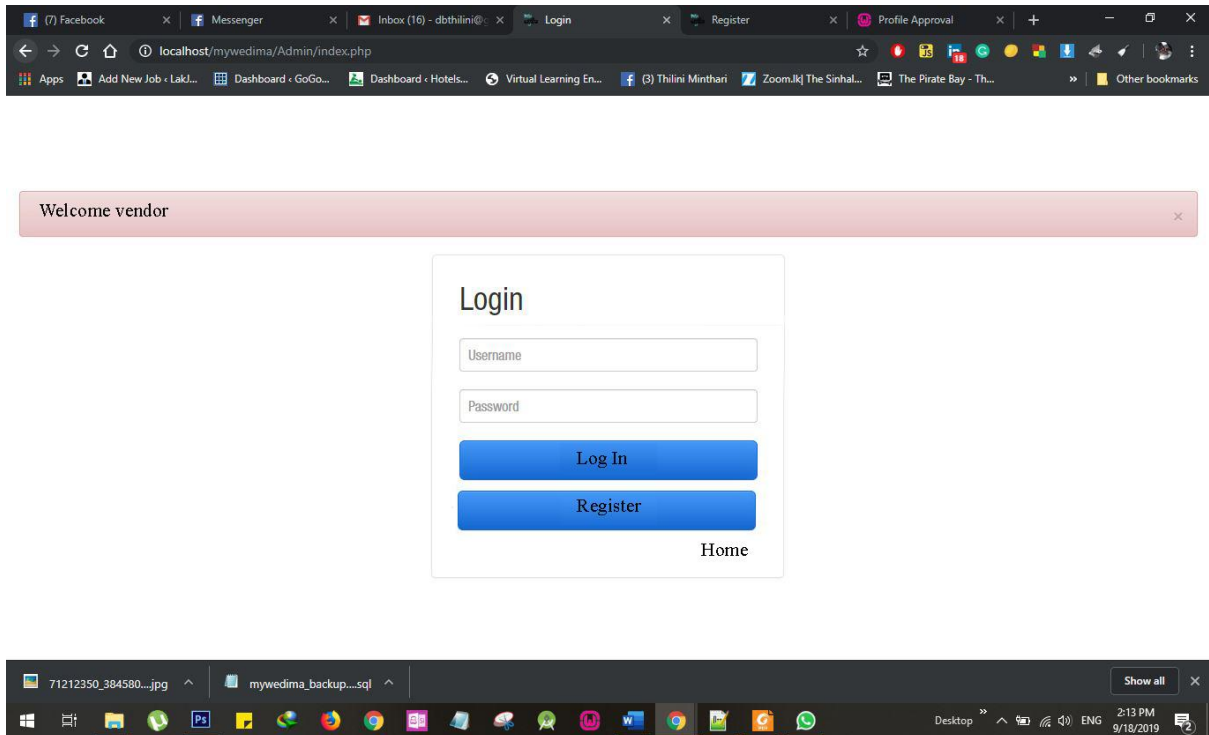 (7) Facebook
Messenger
Inbox (16) - dbthilini@
Login
Register
Profile Approval
localhost/mywedima/Admin/index.php
18
Apps
Add New Job ‹ LakJ...
Dashboard ‹ GoGo...
Dashboard ‹ Hotels...
Virtual Learning En...
(3) Thilini Minthari
Zoom.lk| The Sinhal...
The Pirate Bay - Th...
»
Other bookmarks
Welcome vendor
×
Login
Username
Password
Log In
Register
Home
71212350_384580....jpg
mywedima_backup....sql
Show all
Desktop
»
ENG
2:13 PM
9/18/2019
2